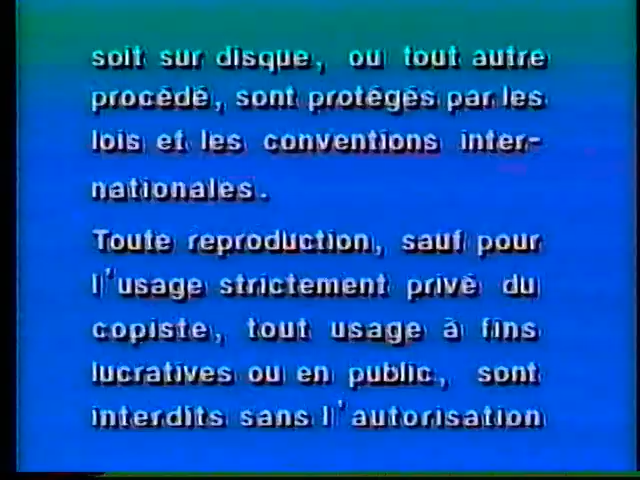 soit sur disque, ou tout autre
procédé, sont protégés par les
lois et les conventions inter-
nationales.
Toute reproduction, sauf pour
l'usage strictement privé du
copiste, tout usage à fins
lucratives ou en public, sont
interdits sans l'autorisation